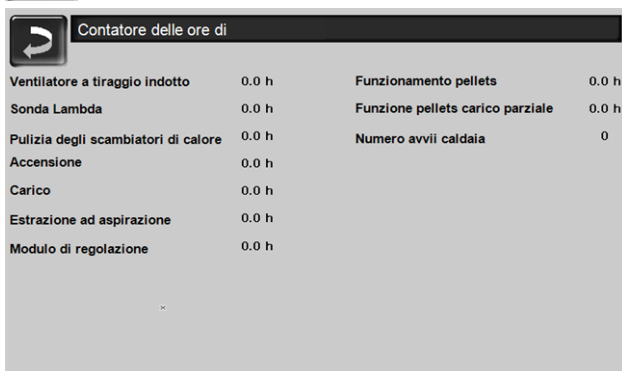 Contatore delle ore di
Ventilatore a tiraggio indotto 0.0 h Funzionamento pellets 0.0 h
Sonda Lambda 0.0 h Funzione pellets carico parziale 0.0 h
Pulizia degli scambiatori di calore 0.0 h Numero avvii caldaia 0
Accensione 0.0 h
Carico 0.0 h
Estrazione ad aspirazione 0.0 h
Modulo di regolazione 0.0 h